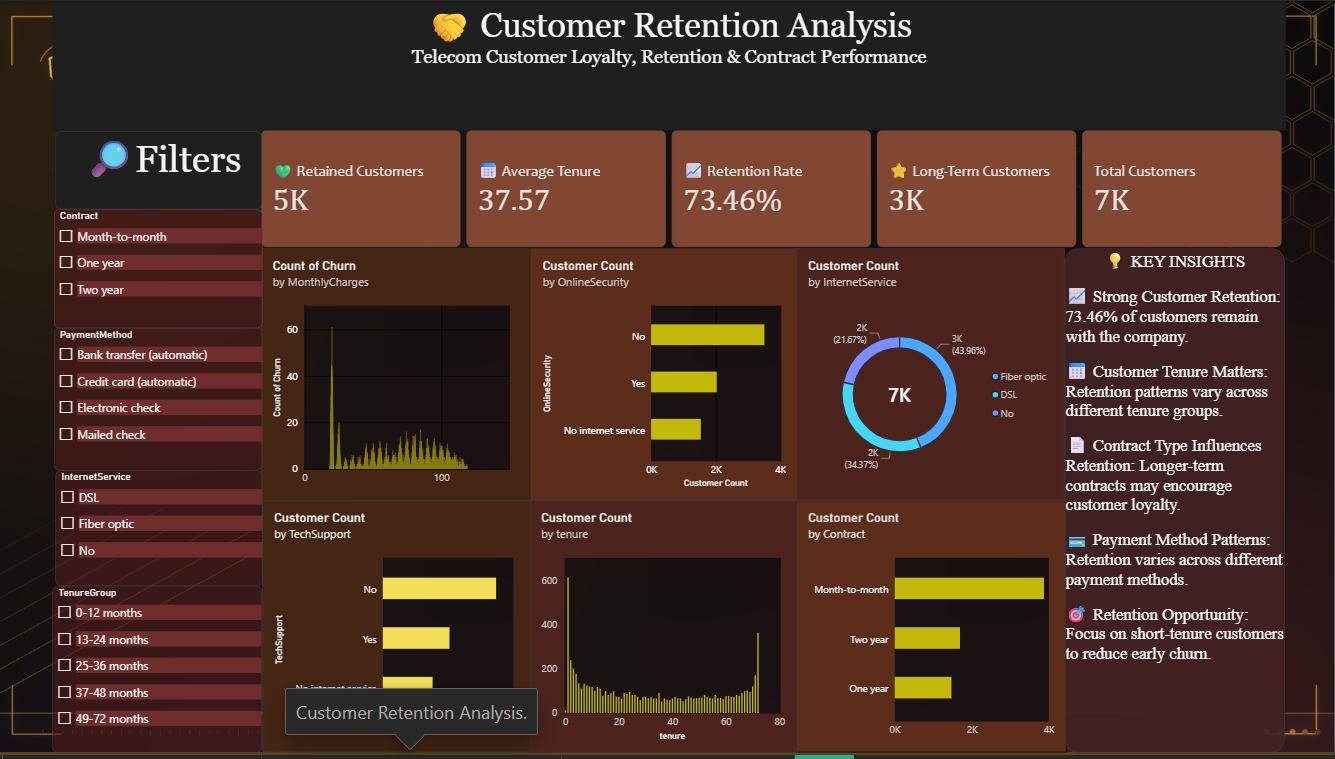 🤝 Customer Retention Analysis
Telecom Customer Loyalty, Retention & Contract Performance
🔎 Filters
Contract
Month-to-month
One year
Two year
PaymentMethod
Bank transfer (automatic)
Credit card (automatic)
Electronic check
Mailed check
InternetService
DSL
Fiber optic
No
TenureGroup
0-12 months
13-24 months
25-36 months
37-48 months
49-72 months
💚 Retained Customers
5K
📅 Average Tenure
37.57
📈 Retention Rate
73.46%
⭐ Long-Term Customers
3K
Total Customers
7K
Count of Churn
by MonthlyCharges
Count of Churn
60
40
20
0
0
100
Customer Count
by OnlineSecurity
OnlineSecurity
No
Yes
No internet service
0K
2K
4K
Customer Count
Customer Count
by InternetService
2K
(21.67%)
3K
(43.96%)
7K
2K
(34.37%)
Fiber optic
DSL
No
Customer Count
by TechSupport
TechSupport
No
Yes
No internet service
Customer Retention Analysis.
Customer Count
by tenure
600
400
200
0
0
20
40
60
80
tenure
Customer Count
by Contract
Month-to-month
Two year
One year
0K
2K
4K
💡 KEY INSIGHTS
📈 Strong Customer Retention:
73.46% of customers remain
with the company.
📅 Customer Tenure Matters:
Retention patterns vary across
different tenure groups.
📄 Contract Type Influences
Retention: Longer-term
contracts may encourage
customer loyalty.
💳 Payment Method Patterns:
Retention varies across different
payment methods.
🎯 Retention Opportunity:
Focus on short-tenure customers
to reduce early churn.